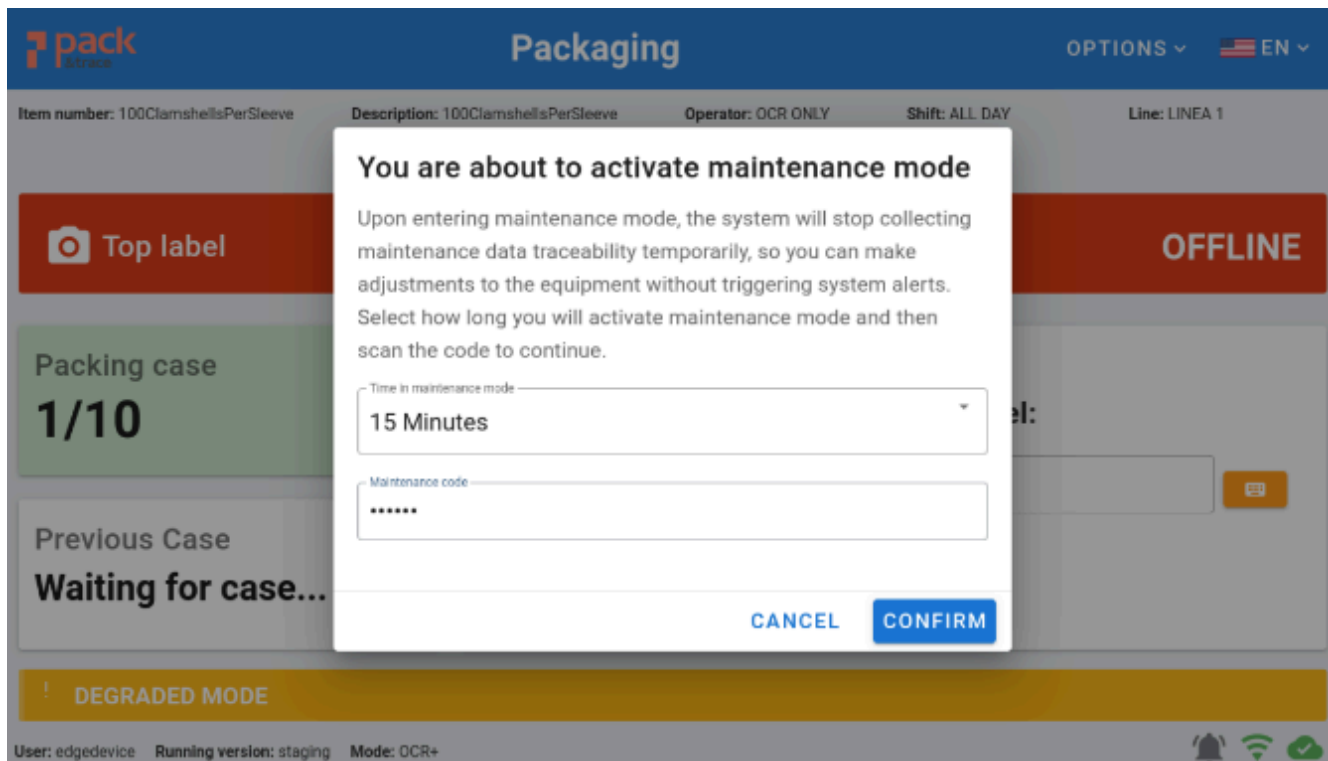 pack
&trace
Packaging
OPTIONS
EN
Item number: 100ClamshellsPerSleeve
Description: 100ClamshellsPerSleeve
Operator: OCR ONLY
Shift: ALL DAY
Line: LINEA 1
You are about to activate maintenance mode
Upon entering maintenance mode, the system will stop collecting
maintenance data traceability temporarily, so you can make
adjustments to the equipment without triggering system alerts.
Select how long you will activate maintenance mode and then
scan the code to continue.
Top label
OFFLINE
Packing case
1/10
Time in maintenance mode
15 Minutes
el:
Maintenance code
••••••
Previous Case
Waiting for case...
CANCEL
CONFIRM
! DEGRADED MODE
User: edgedevice Running version: staging Mode: OCR+